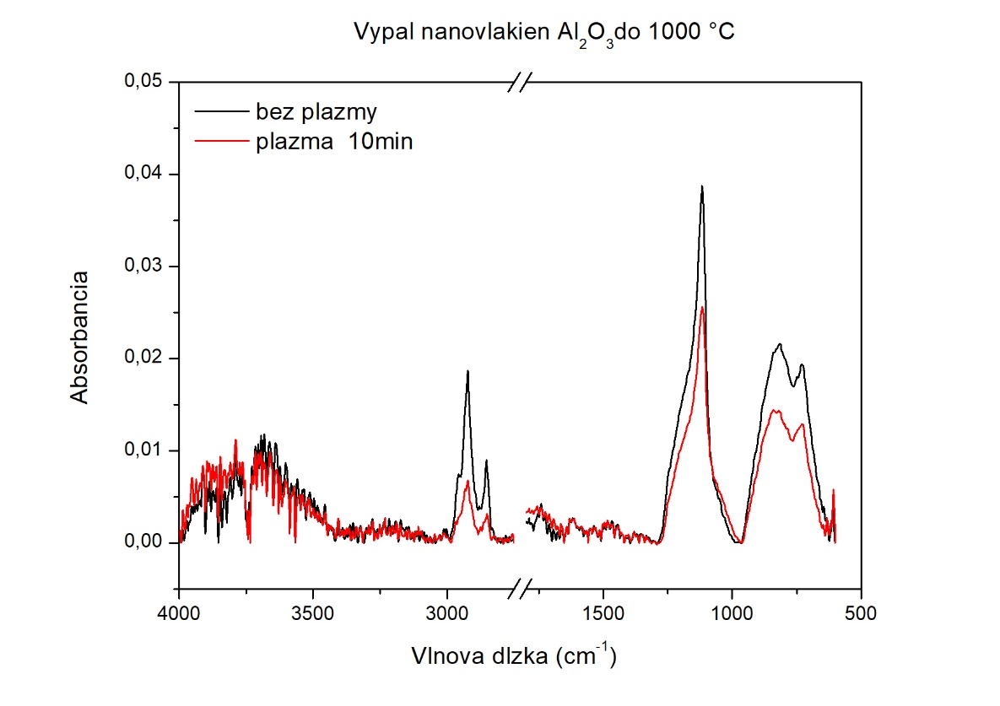 Vypal nanovlakien Al₂O₃do 1000 °C
0,05
bez plazmy
plazma 10min
0,04
0,03
0,02
0,01
0,00
Absorbancia
4000 3500 3000 1500 1000 500
Vlnova dlzka (cm⁻¹)